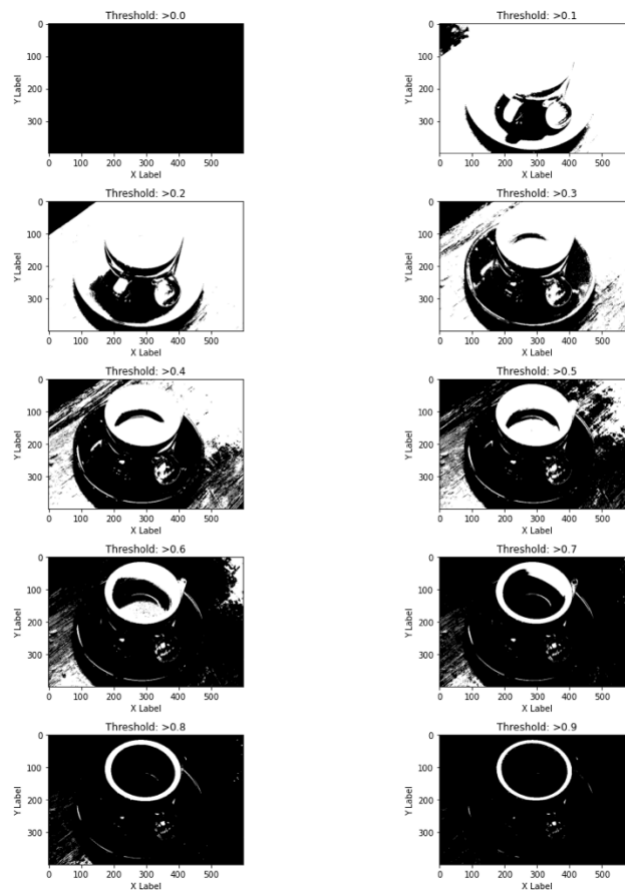 Threshold: >0.0
0
100
200
300
Y Label
0 100 200 300 400 500
X Label
Threshold: >0.1
0
100
200
300
Y Label
0 100 200 300 400 500
X Label
Threshold: >0.2
0
100
200
300
Y Label
0 100 200 300 400 500
X Label
Threshold: >0.3
0
100
200
300
Y Label
0 100 200 300 400 500
X Label
Threshold: >0.4
0
100
200
300
Y Label
0 100 200 300 400 500
X Label
Threshold: >0.5
0
100
200
300
Y Label
0 100 200 300 400 500
X Label
Threshold: >0.6
0
100
200
300
Y Label
0 100 200 300 400 500
X Label
Threshold: >0.7
0
100
200
300
Y Label
0 100 200 300 400 500
X Label
Threshold: >0.8
0
100
200
300
Y Label
0 100 200 300 400 500
X Label
Threshold: >0.9
0
100
200
300
Y Label
0 100 200 300 400 500
X Label